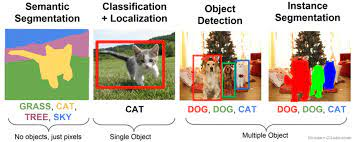 Semantic
Segmentation
Classification
+ Localization
Object
Detection
Instance
Segmentation
GRASS, CAT,
TREE, SKY
CAT
DOG, DOG, CAT
DOG, DOG, CAT
No objects, just pixels
Single Object
Multiple Object